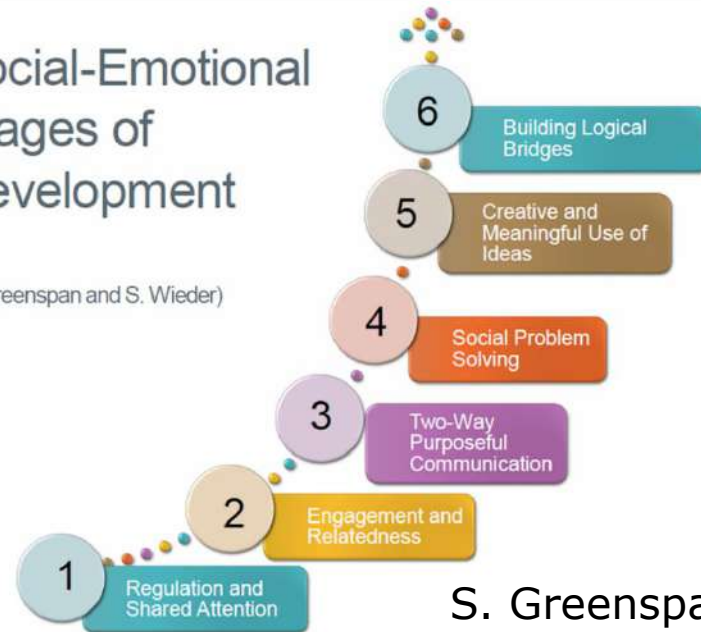 ocial-Emotional
ages of
evelopment
reenspan and S. Wieder)
6
Building Logical
Bridges
5
Creative and
Meaningful Use of
Ideas
4
Social Problem
Solving
3
Two-Way
Purposeful
Communication
2
Engagement and
Relatedness
1
Regulation and
Shared Attention
S. Greenspa